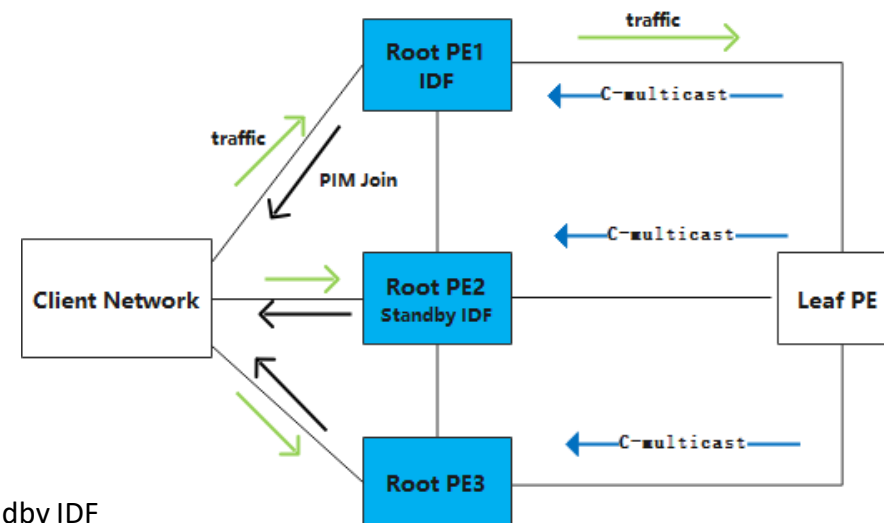 Root PE1
IDF
traffic
C-multicast
traffic
PIM Join
C-multicast
Client Network
Root PE2
Standby IDF
Leaf PE
C-multicast
Root PE3
dby IDF